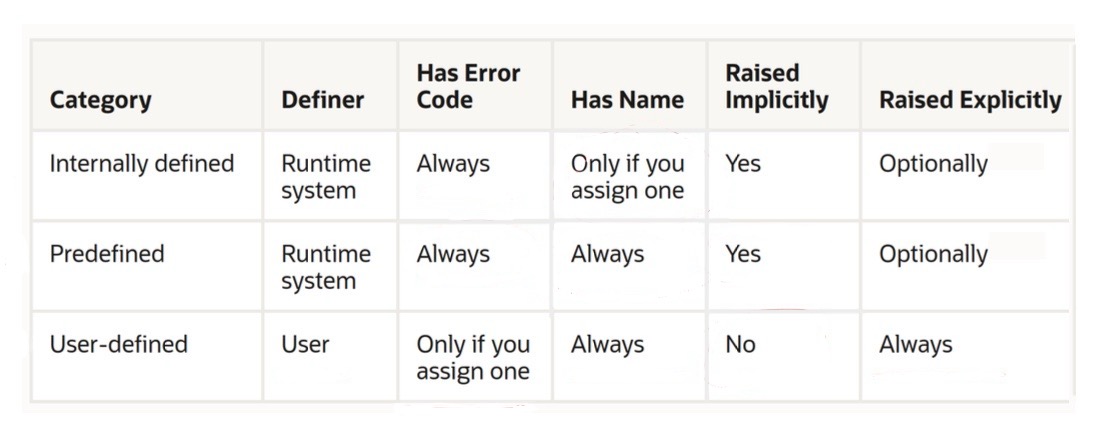 Category Definer Has Error Code Has Name Raised Implicitly Raised Explicitly
Internally defined Runtime system Always Only if you assign one Yes Optionally
Predefined Runtime system Always Always Yes Optionally
User-defined User Only if you assign one Always No Always